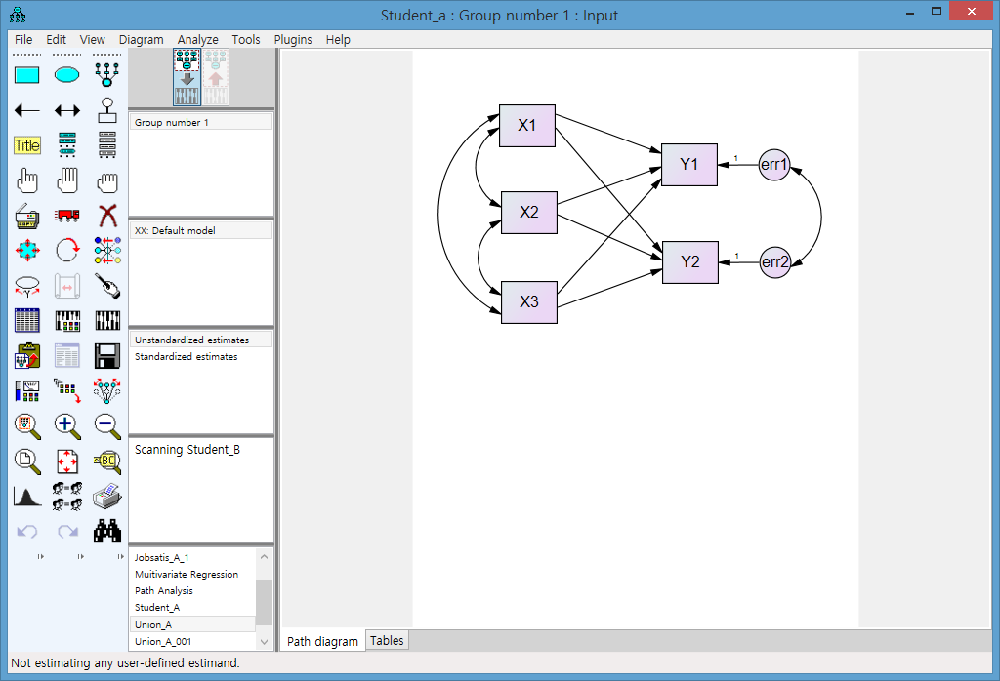 Student_a : Group number 1 : Input
File Edit View Diagram Analyze Tools Plugins Help
Title
Group number 1
XX: Default model
Unstandardized estimates
Standardized estimates
Scanning Student_B
Jobsatis_A_1
Muitivariate Regression
Path Analysis
Student_A
Union_A
Union_A_001
X1
X2
X3
Y1
1
err1
Y2
1
err2
Path diagram Tables
Not estimating any user-defined estimand.